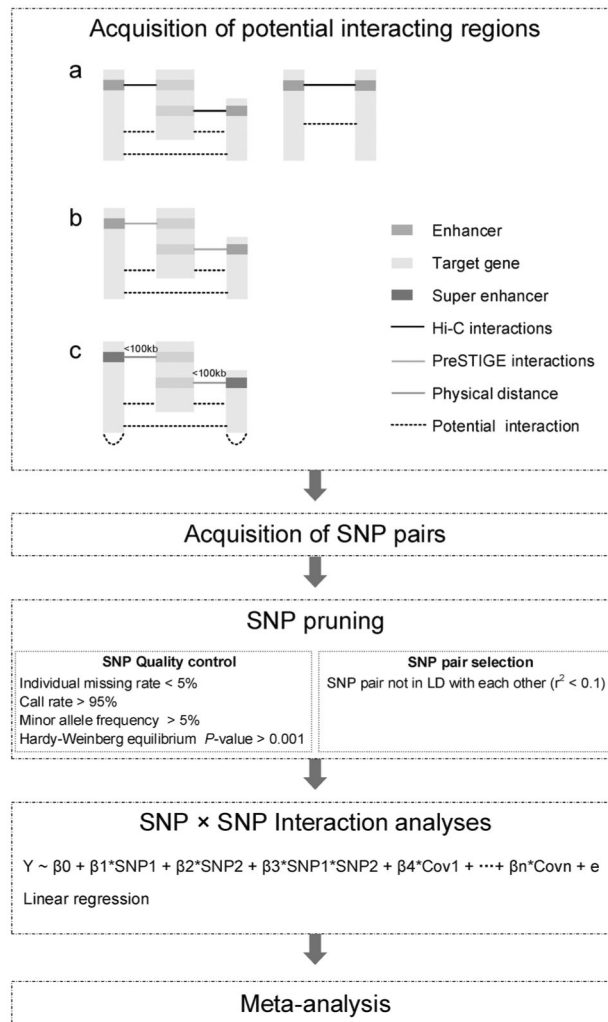 Acquisition of potential interacting regions
a
b
c
<100kb
<100kb
Enhancer
Target gene
Super enhancer
Hi-C interactions
PreSTIGE interactions
Physical distance
Potential interaction
Acquisition of SNP pairs
SNP pruning
SNP Quality control
Individual missing rate < 5%
Call rate > 95%
Minor allele frequency > 5%
Hardy-Weinberg equilibrium P-value > 0.001
SNP pair selection
SNP pair not in LD with each other (r² < 0.1)
SNP × SNP Interaction analyses
Y ~ β0 + β1*SNP1 + β2*SNP2 + β3*SNP1*SNP2 + β4*Cov1 + ···+ βn*Covn + e
Linear regression
Meta-analysis